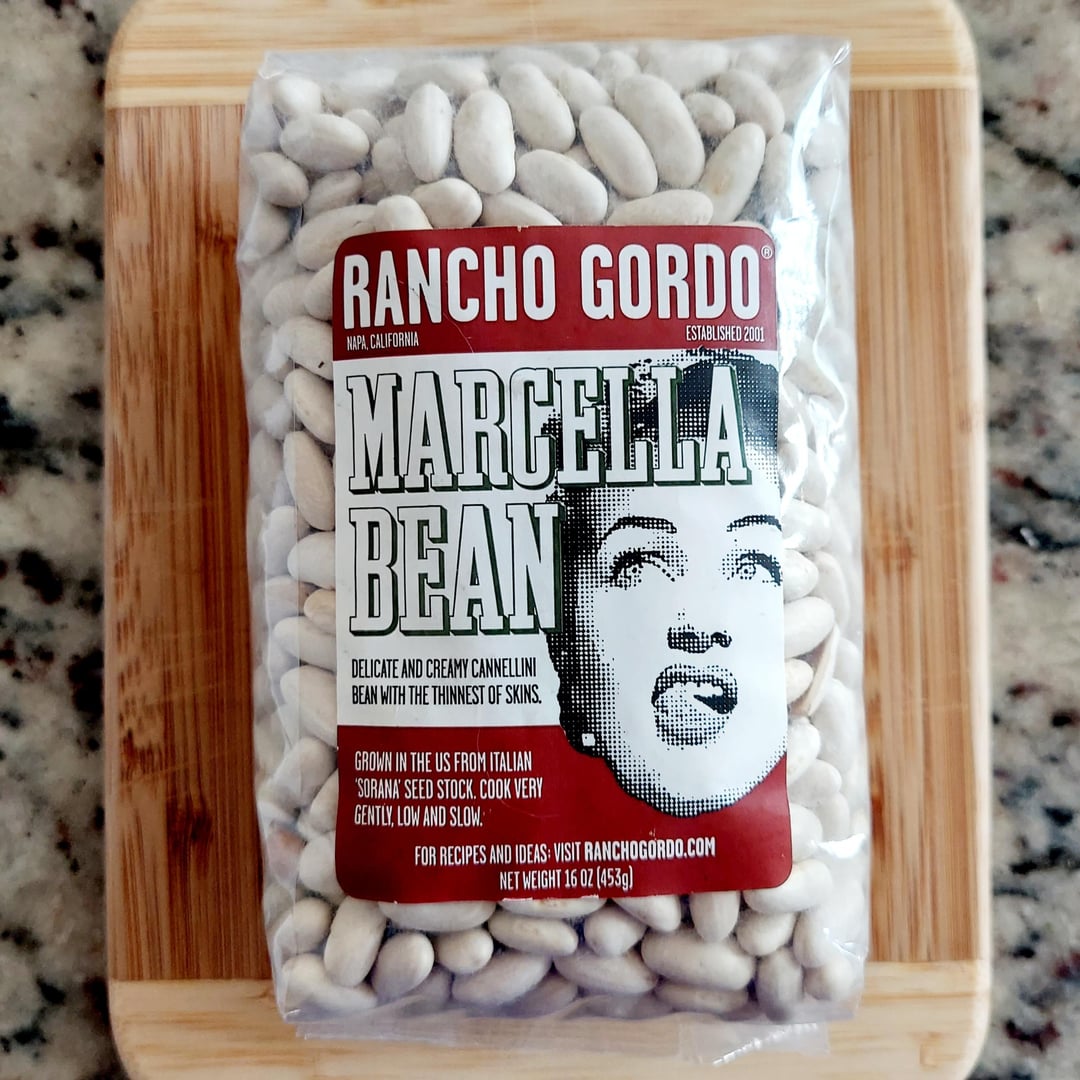 RANCHO GORDO®
NAPA, CALIFORNIA
ESTABLISHED 2001
MARCELLA
BEAN
DELICATE AND CREAMY CANNELLINI
BEAN WITH THE THINNEST OF SKINS.
GROWN IN THE US FROM ITALIAN
'SORANA' SEED STOCK. COOK VERY
GENTLY, LOW AND SLOW.
FOR RECIPES AND IDEAS: VISIT RANCHOGORDO.COM
NET WEIGHT 16 OZ (453g)